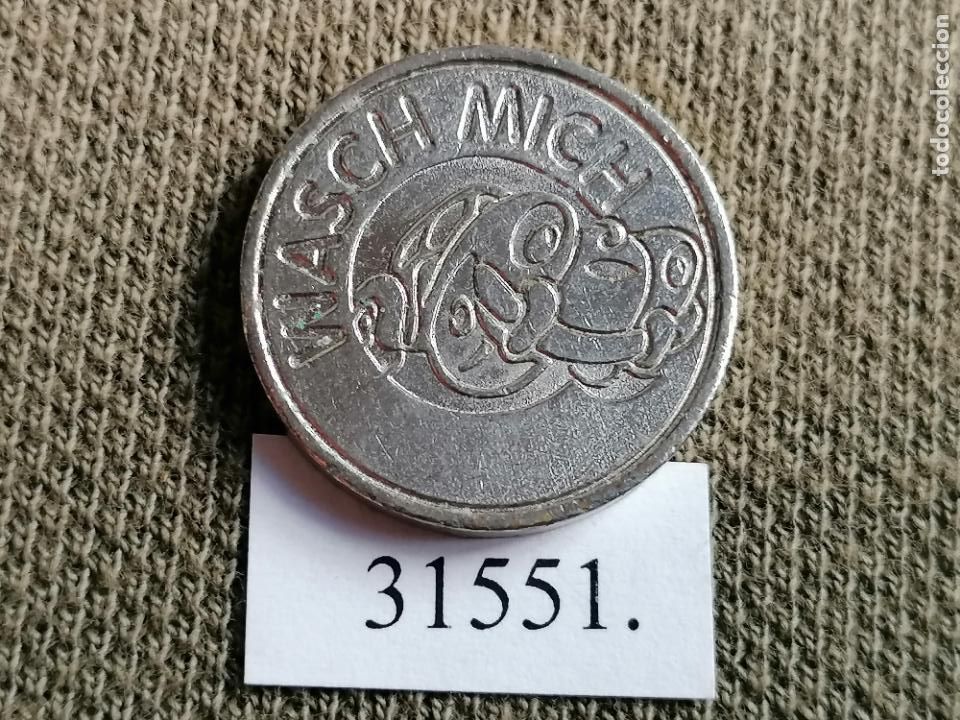 WASCH MICH
31551.
todocoleccion